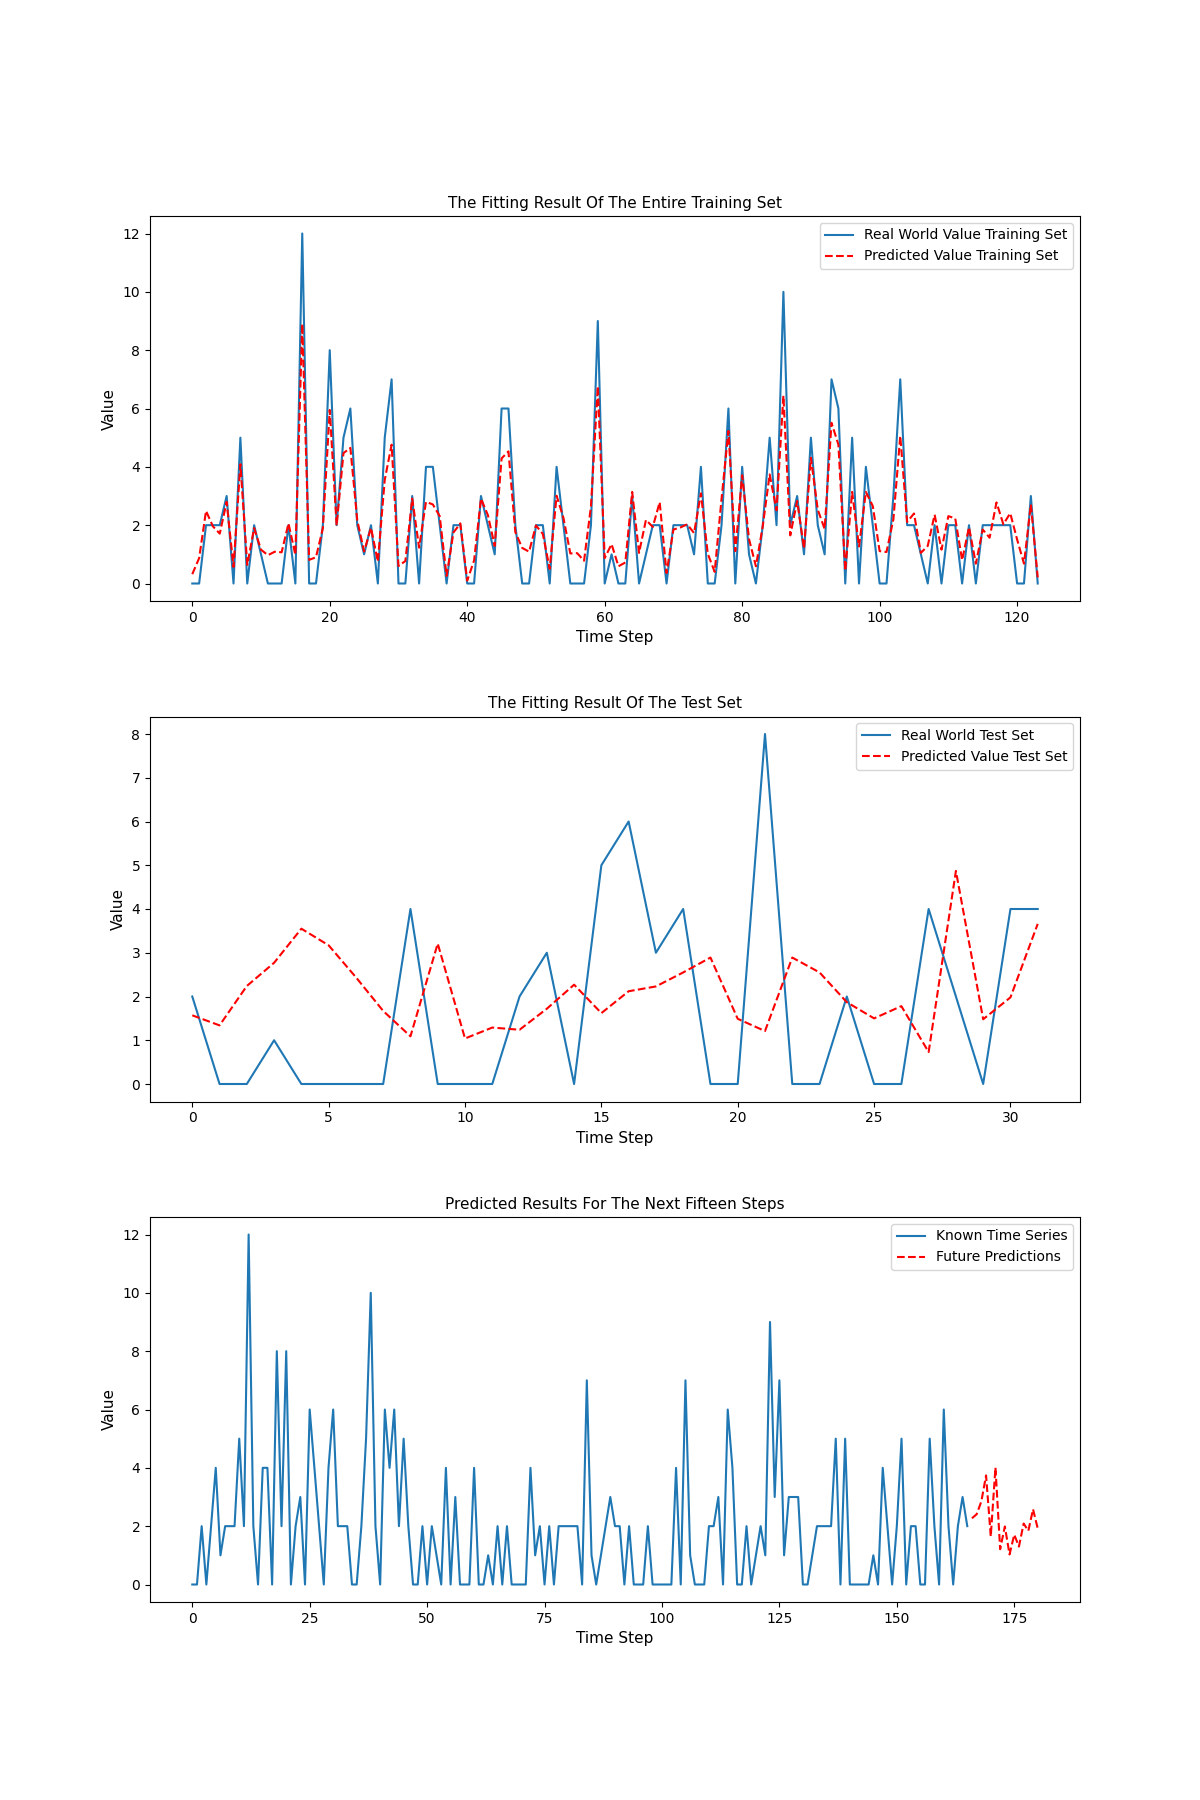 The Fitting Result Of The Entire Training Set
Real World Value Training Set
Predicted Value Training Set
Value
12
10
8
6
4
2
0
0 20 40 60 80 100 120
Time Step
The Fitting Result Of The Test Set
Real World Test Set
Predicted Value Test Set
Value
8
7
6
5
4
3
2
1
0
0 5 10 15 20 25 30
Time Step
Predicted Results For The Next Fifteen Steps
Known Time Series
Future Predictions
Value
12
10
8
6
4
2
0
0 25 50 75 100 125 150 175
Time Step